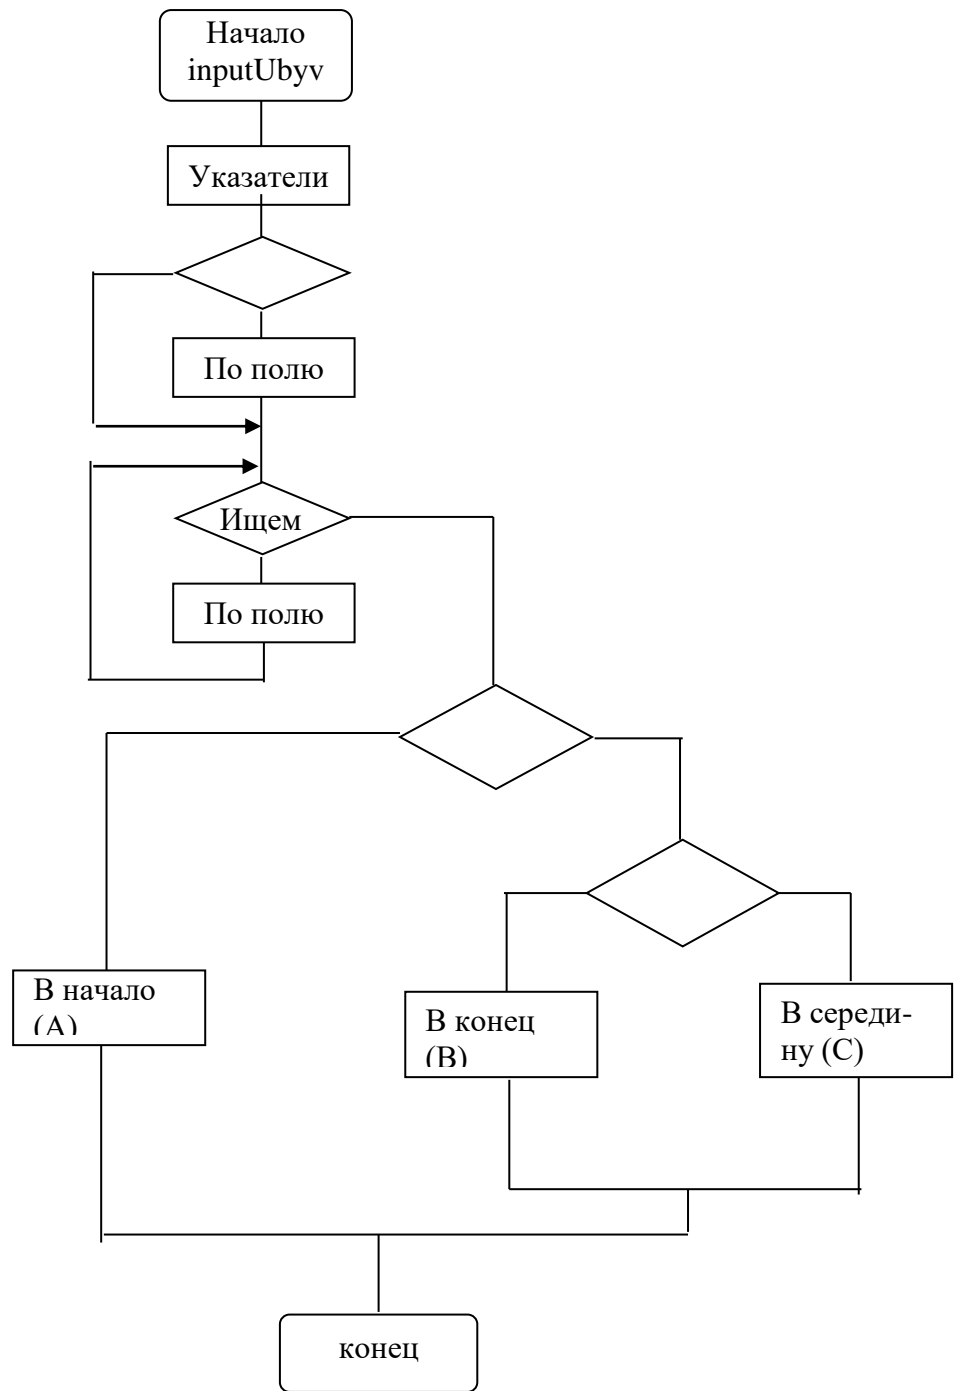 Начало
inputUbyv
Указатели
По полю
Ищем
По полю
В начало
(А)
В конец
(В)
В середи-
ну (С)
конец